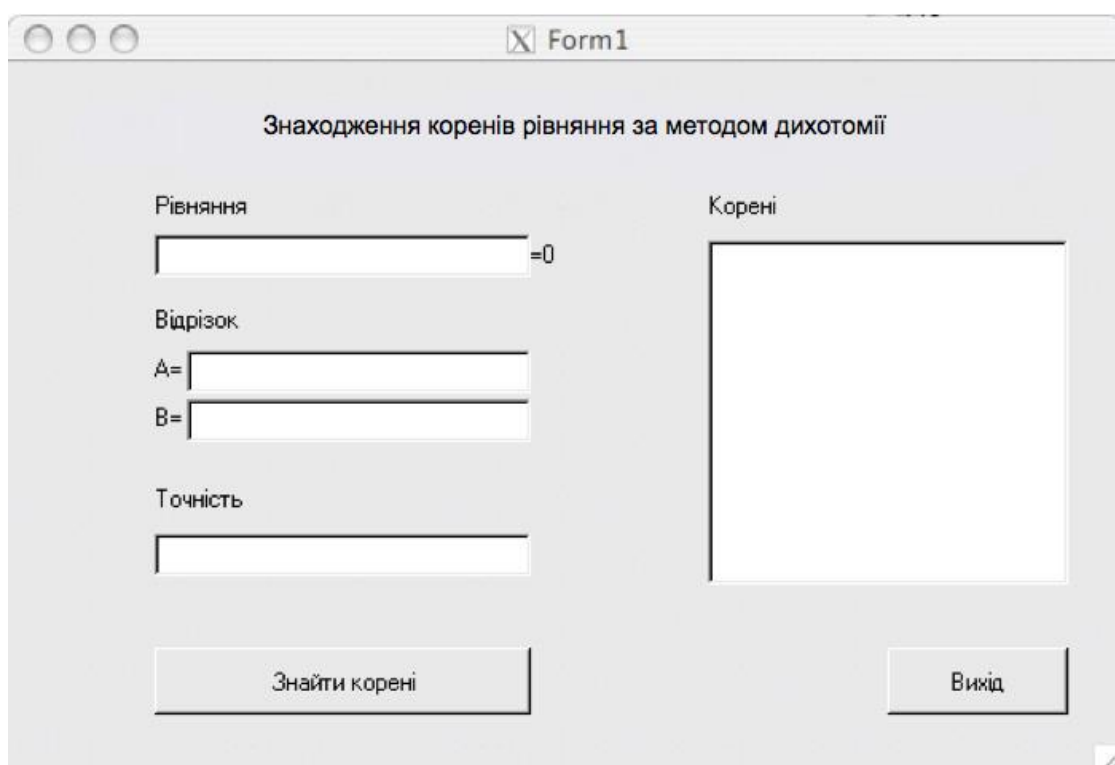 Form1
Знаходження коренів рівняння за методом дихотомії
Рівняння
=0
Відрізок
A=
B=
Точність
Знайти корені
Корені
Вихід